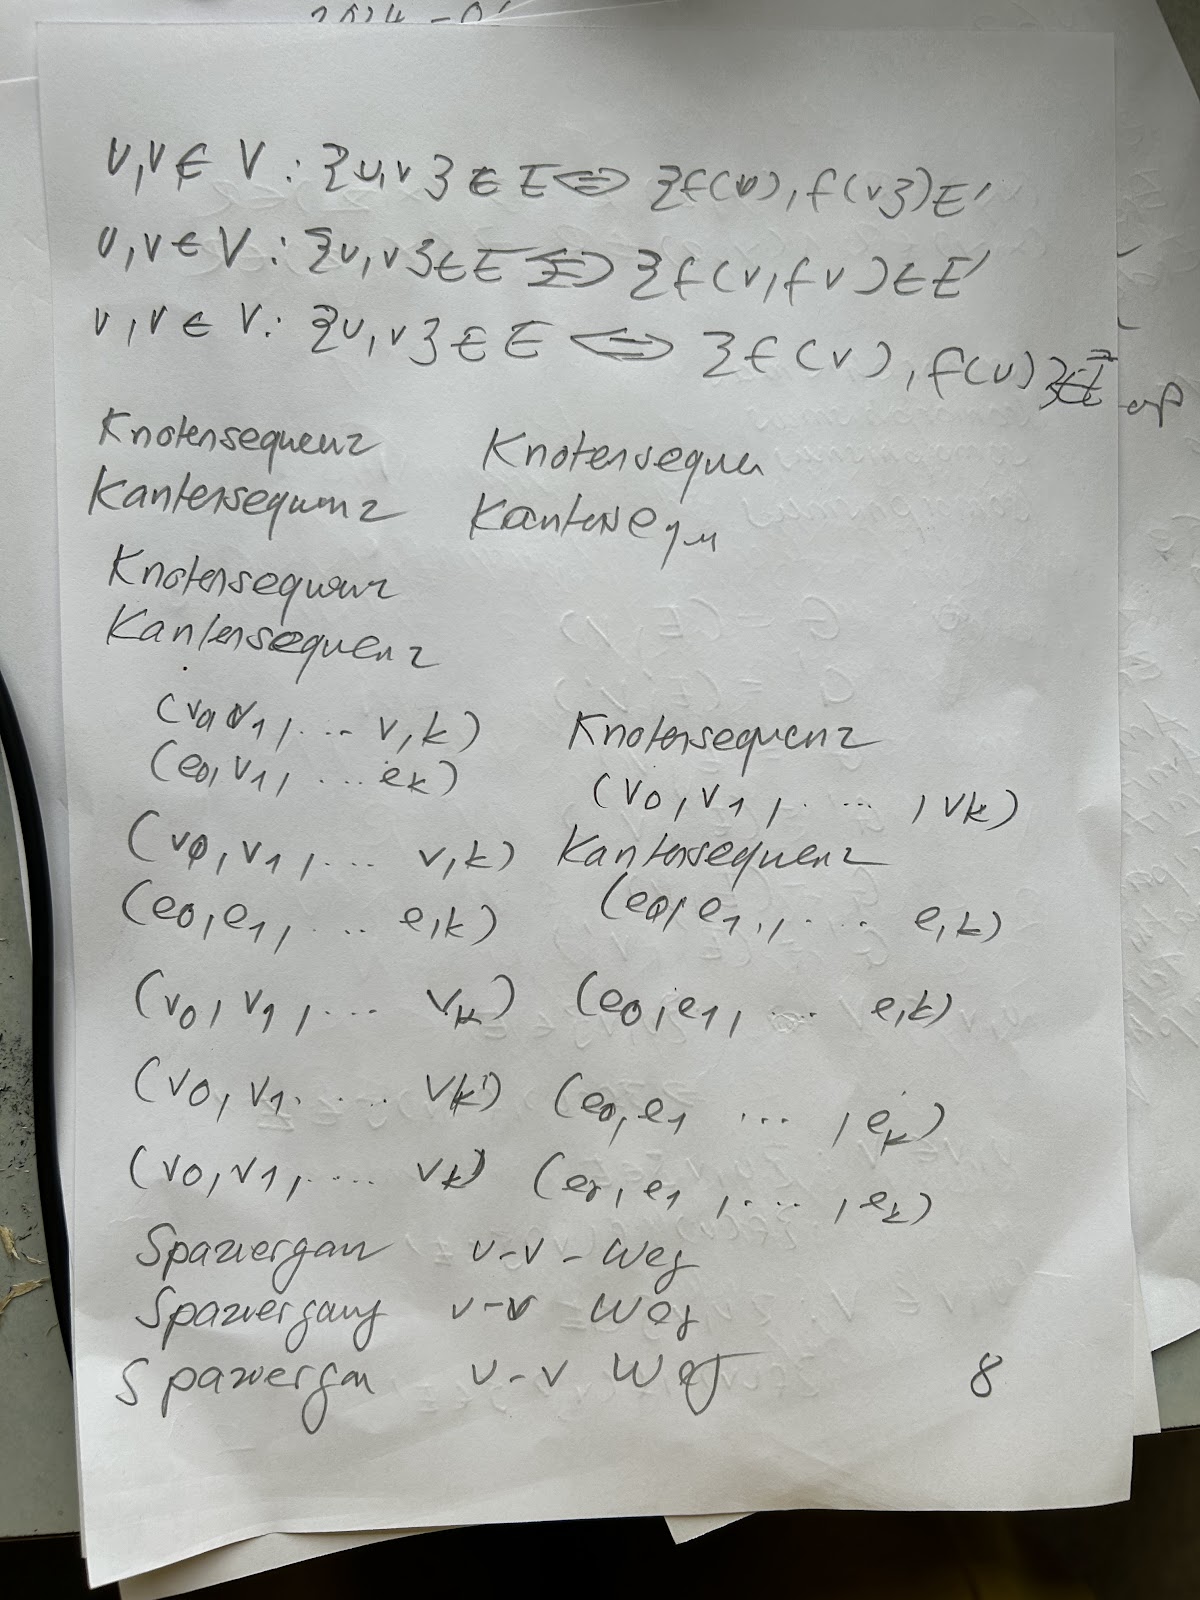 u,v ∈ V : {u,v} ∈ E ⇔ {f(u), f(v}) E'
u,v ∈ V : {u,v} ∈ E ⇔ {f(v, f v) ∈ E'
v,v ∈ V : {u,v} ∈ E ⇔ {f(v), f(u)}
Knotensequenz Knotensequen
Kantensequenz Kantensequ
Knotensequenz
Kantensequenz
(v0 v1, ... v,k) Knotensequenz
(e0, v1, ... ek) (v0, v1, ... , vk)
(v0, v1, ... v,k) Kantensequenz
(e0, e1, ... e,k) (e0, e1, ... e,k)
(v0, v1, ... vk) (e0, e1, ... e,k)
(v0, v1. ... vk) (e0, e1 ... , ek)
(v0, v1, ... vk) (e0, e1, ... , ek)
Spaziergan u-v-Weg
Spaziergang v-v Weg
Spaziergan u-v Weg 8